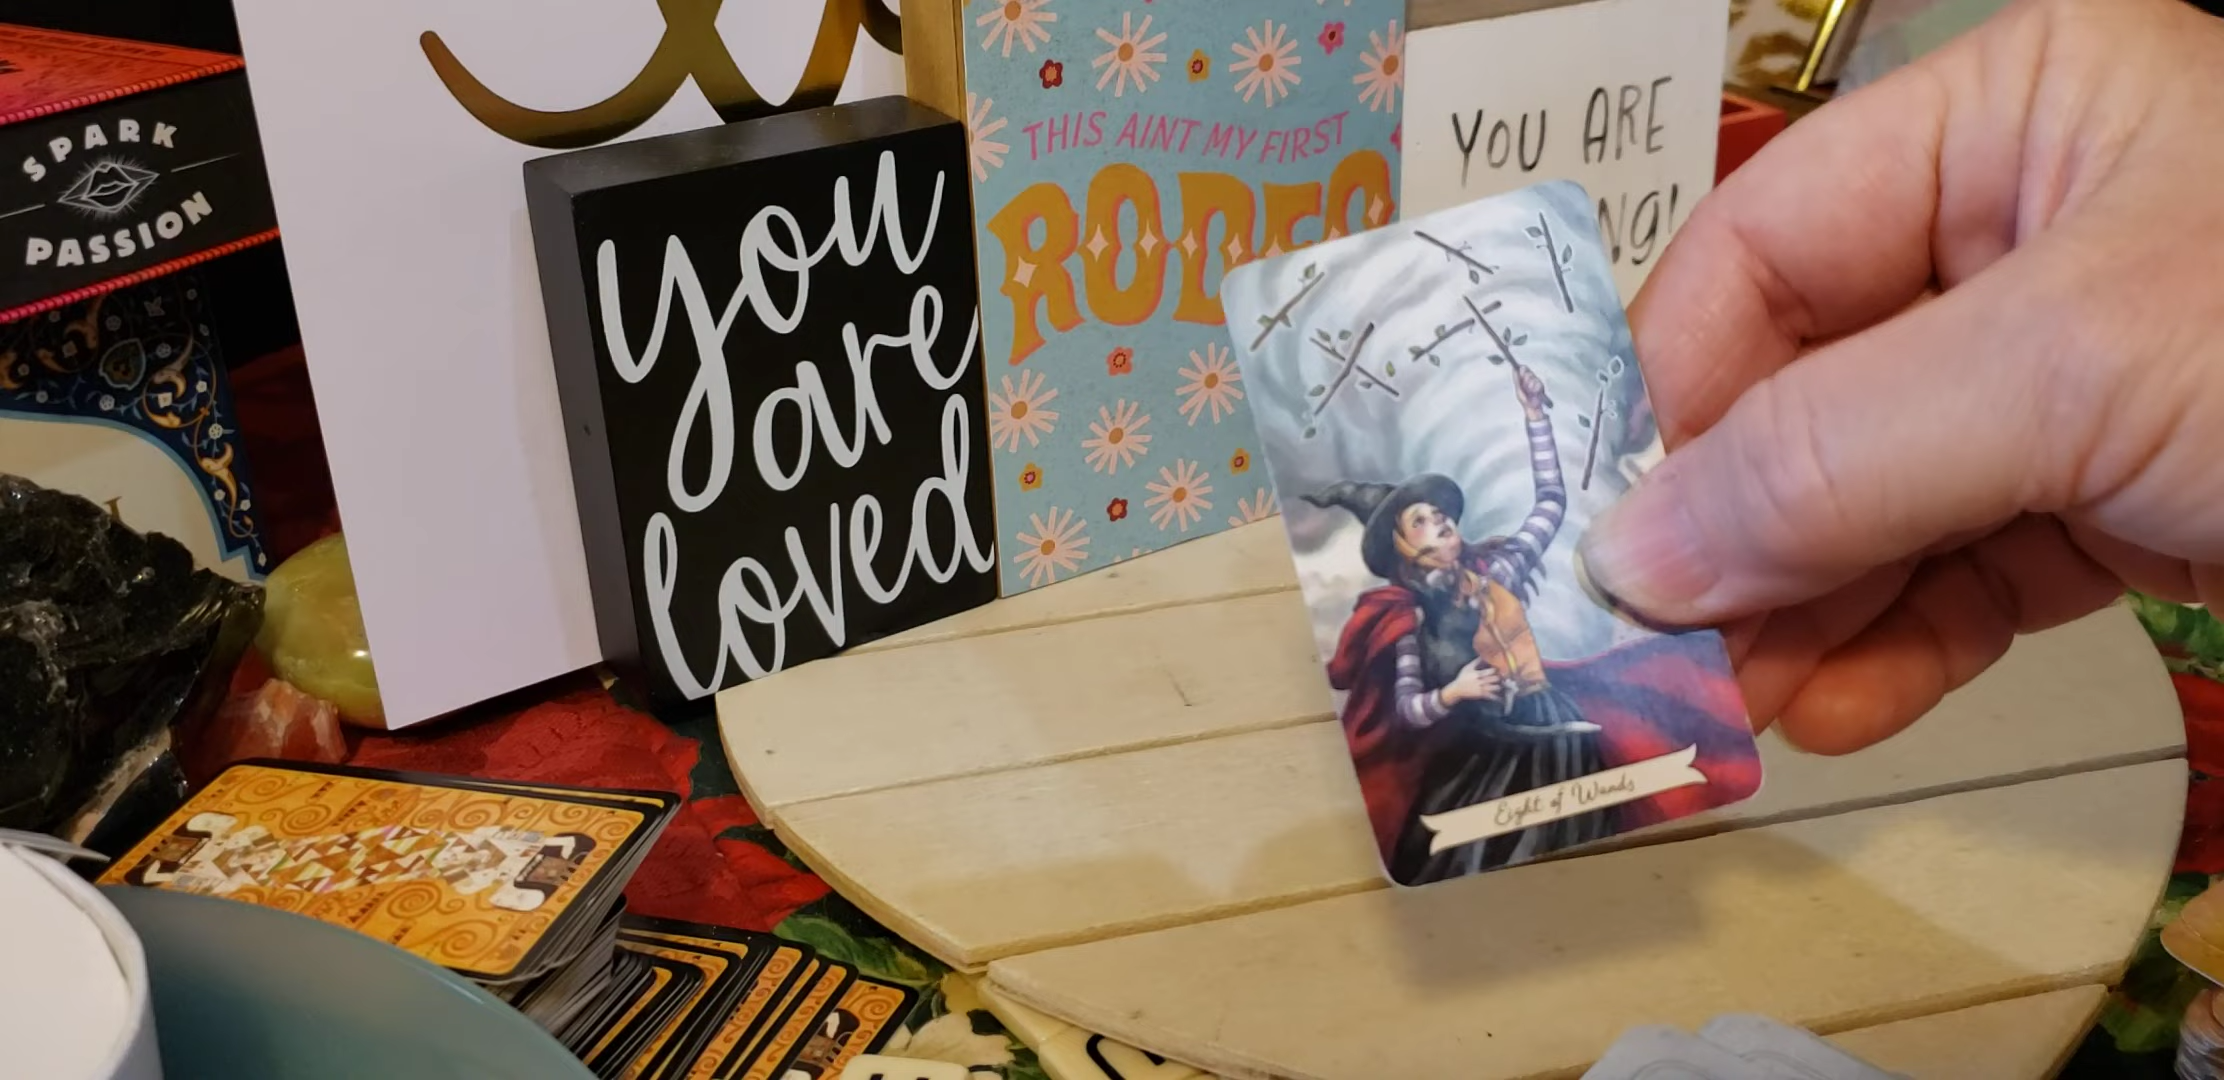 SPARK
PASSION
you
are
loved
THIS AINT MY FIRST
RODEO
YOU ARE
Eight of Wands